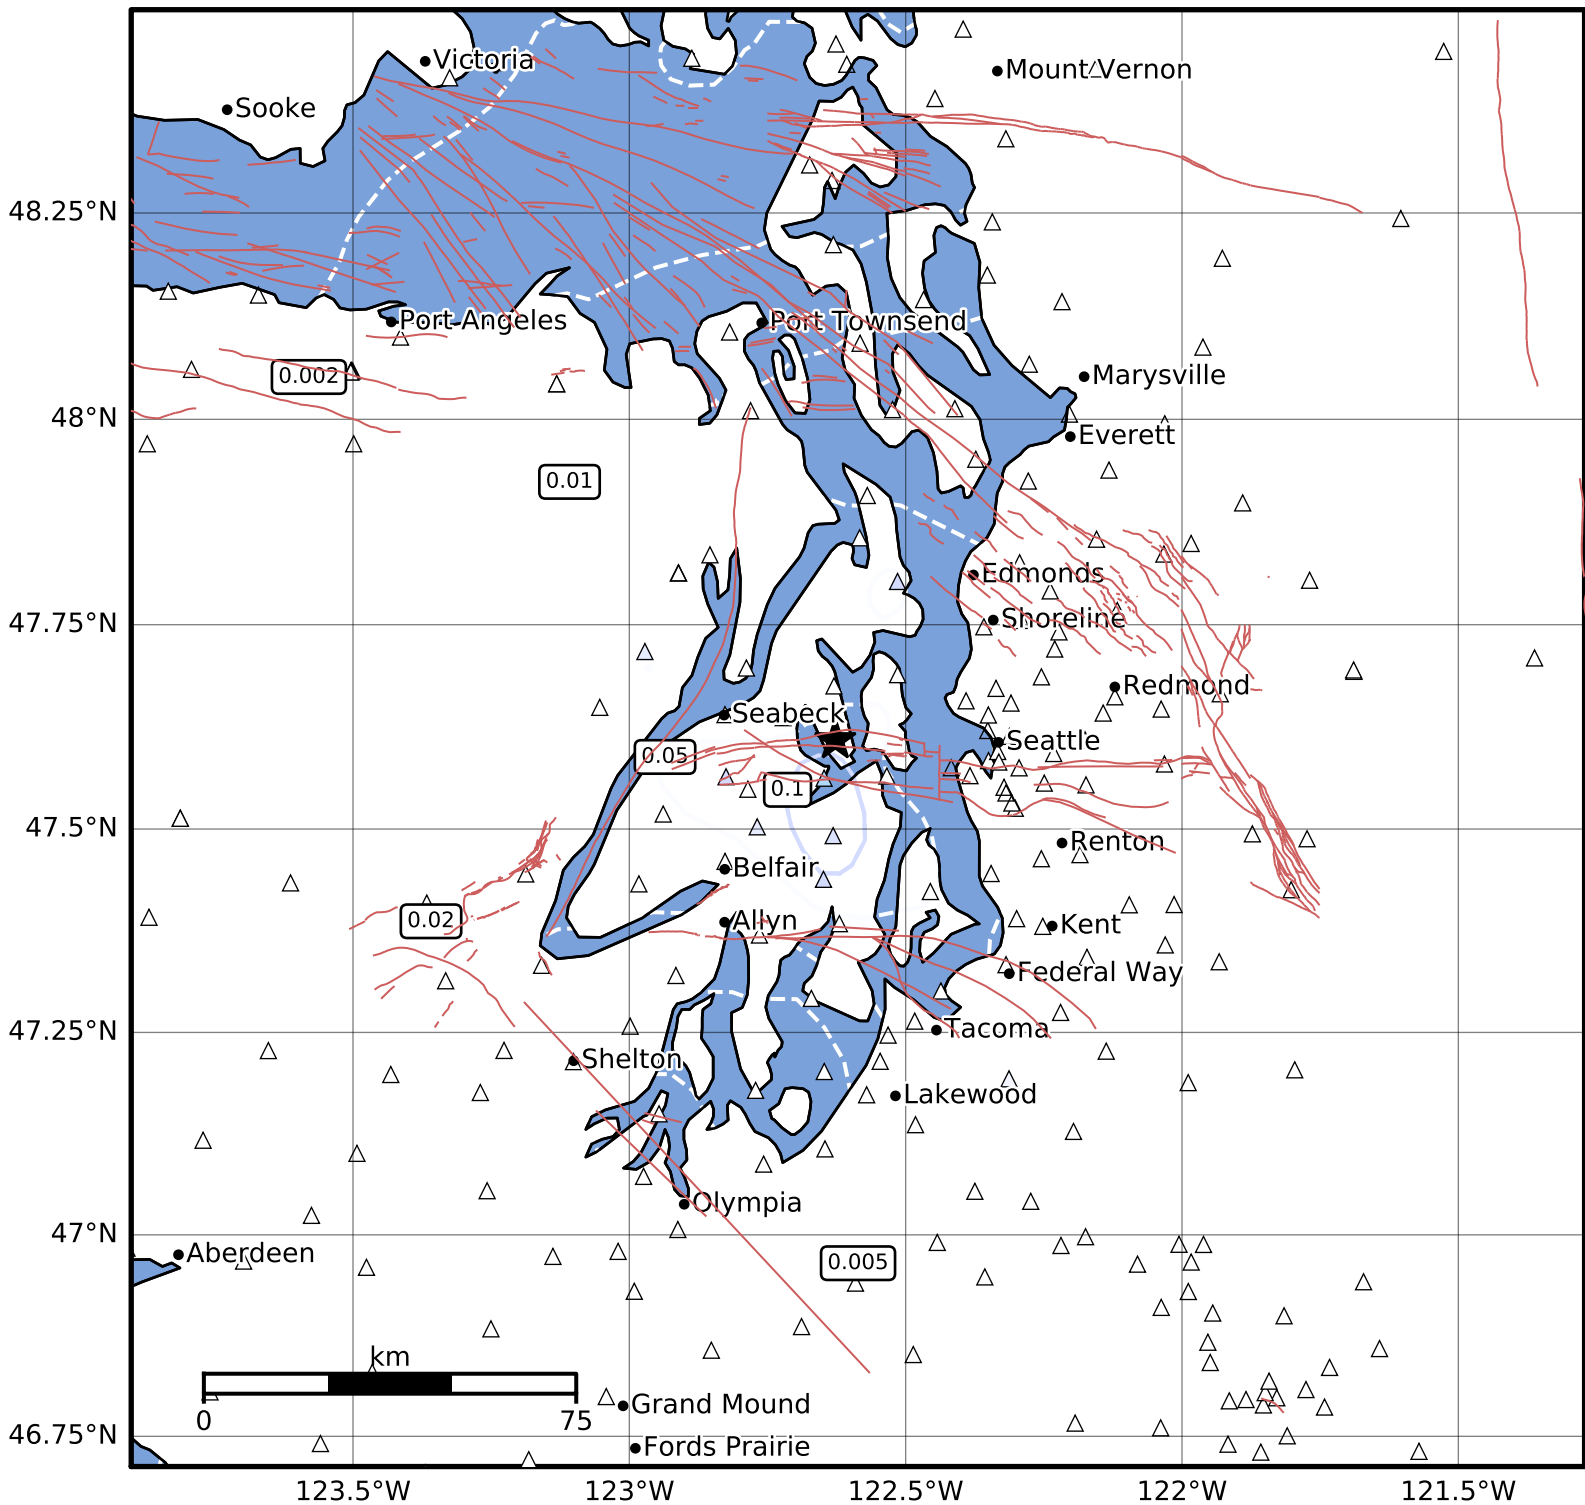 Victoria
Mount Vernon
Sooke
48.25°N
Port Angeles
Port Townsend
0.002
Marysville
48°N
Everett
0.01
Edmonds
47.75°N
Shoreline
Redmond
Seabeck
Seattle
0.05
0.1
47.5°N
Renton
Belfair
0.02
Allyn
Kent
Federal Way
47.25°N
Tacoma
Shelton
Lakewood
Olympia
47°N
Aberdeen
0.005
km
0
75
Grand Mound
46.75°N
Fords Prairie
123.5°W
123°W
122.5°W
122°W
121.5°W